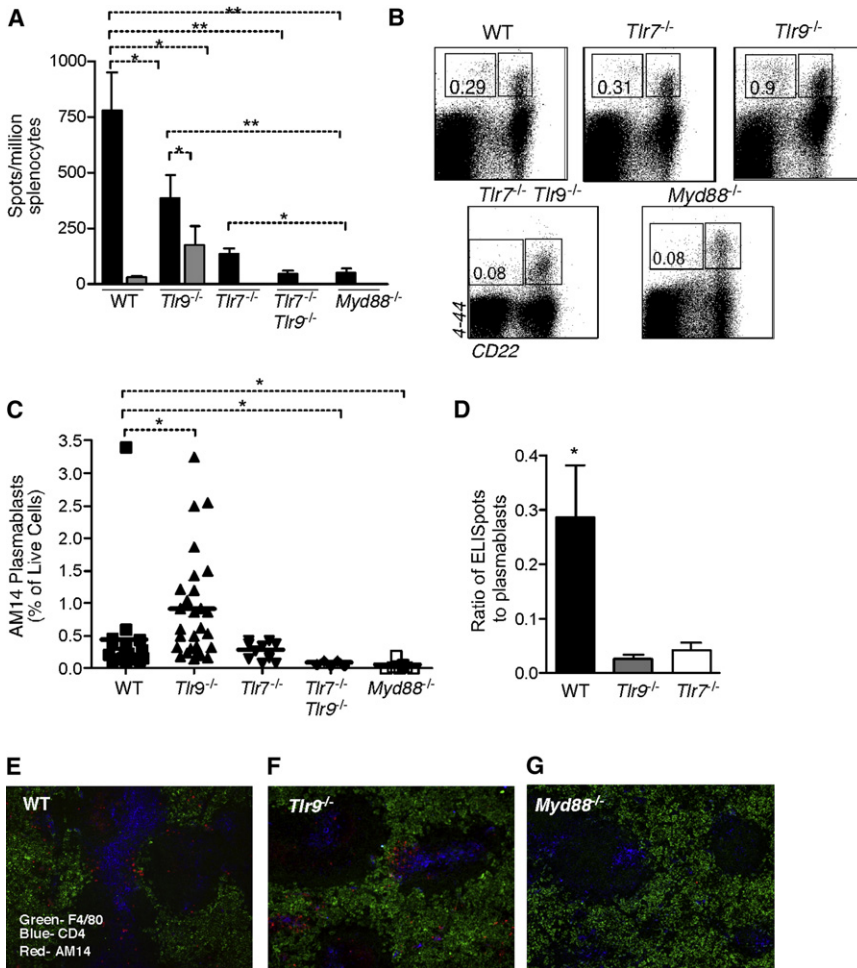 A
**
**
*
*
**
*
*
1000
750
500
250
0
Spots/million
splenocytes
WT
Tlr9-/-
Tlr7-/-
Tlr7-/-
Tlr9-/-
Myd88-/-
B
WT
Tlr7-/-
Tlr9-/-
0.29
0.31
0.9
Tlr7-/- Tlr9-/-
Myd88-/-
0.08
0.08
4-44
CD22
C
*
*
*
3.5
3.0
2.5
2.0
1.5
1.0
0.5
0.0
AM14 Plasmablasts
(% of Live Cells)
WT
Tlr9-/-
Tlr7-/-
Tlr7-/-
Tlr9-/-
Myd88-/-
D
*
0.4
0.3
0.2
0.1
0.0
Ratio of ELISpots
to plasmablasts
WT
Tlr9-/-
Tlr7-/-
E
WT
Green- F4/80
Blue- CD4
Red- AM14
F
Tlr9-/-
G
Myd88-/-